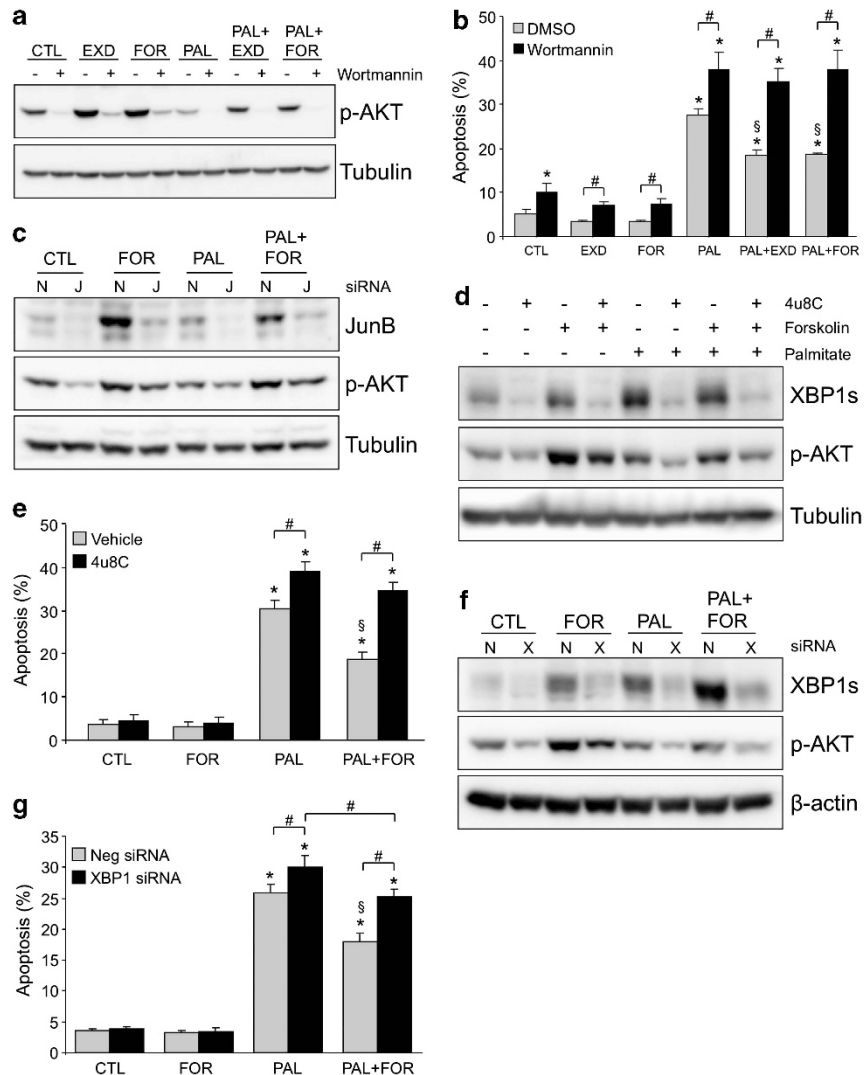 a
CTL EXD FOR PAL PAL+ EXD PAL+ FOR
- + - + - + - + - + - + Wortmannin
p-AKT
Tubulin
b
DMSO
Wortmannin
Apoptosis (%)
50
40
30
20
10
0
* # # * # * § * # * § * # *
CTL EXD FOR PAL PAL+EXD PAL+FOR
c
CTL FOR PAL PAL+ FOR
N J N J N J N J siRNA
JunB
p-AKT
Tubulin
d
- + - + - + - + 4u8C
- - + + - - + + Forskolin
- - - - + + + + Palmitate
XBP1s
p-AKT
Tubulin
e
Vehicle
4u8C
Apoptosis (%)
50
40
30
20
10
0
* # * § * # *
CTL FOR PAL PAL+FOR
f
CTL FOR PAL PAL+ FOR
N X N X N X N X siRNA
XBP1s
p-AKT
β-actin
g
Neg siRNA
XBP1 siRNA
Apoptosis (%)
35
30
25
20
15
10
5
0
#
* # * § * # *
CTL FOR PAL PAL+FOR